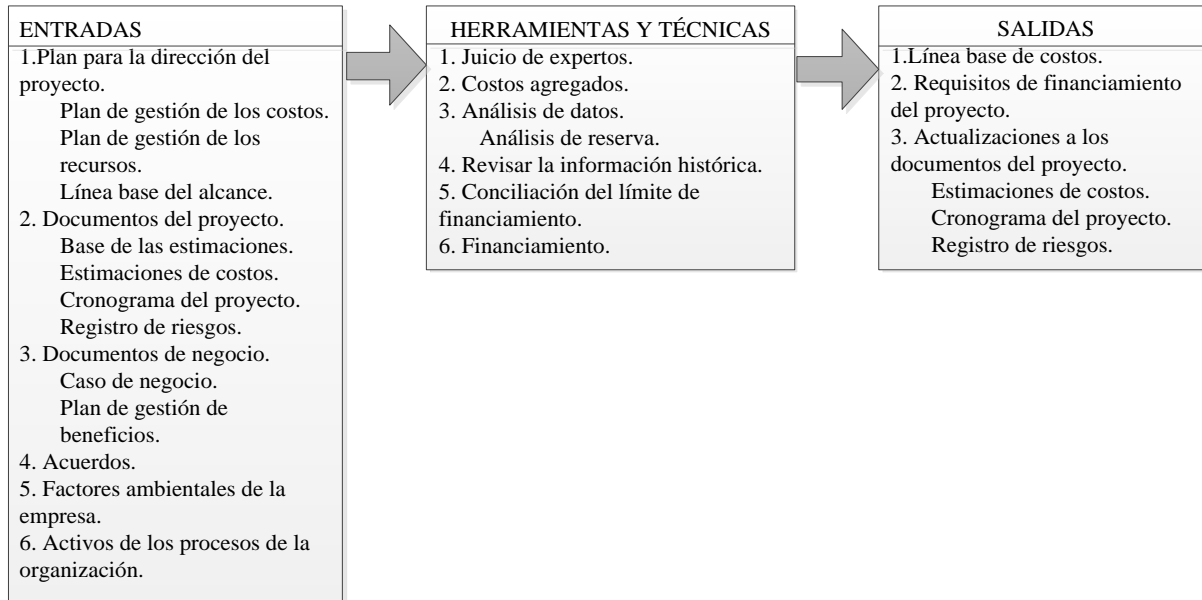 ENTRADAS
1.Plan para la dirección del
proyecto.
Plan de gestión de los costos.
Plan de gestión de los
recursos.
Línea base del alcance.
2. Documentos del proyecto.
Base de las estimaciones.
Estimaciones de costos.
Cronograma del proyecto.
Registro de riesgos.
3. Documentos de negocio.
Caso de negocio.
Plan de gestión de
beneficios.
4. Acuerdos.
5. Factores ambientales de la
empresa.
6. Activos de los procesos de la
organización.
HERRAMIENTAS Y TÉCNICAS
1. Juicio de expertos.
2. Costos agregados.
3. Análisis de datos.
Análisis de reserva.
4. Revisar la información histórica.
5. Conciliación del límite de
financiamiento.
6. Financiamiento.
SALIDAS
1.Línea base de costos.
2. Requisitos de financiamiento
del proyecto.
3. Actualizaciones a los
documentos del proyecto.
Estimaciones de costos.
Cronograma del proyecto.
Registro de riesgos.